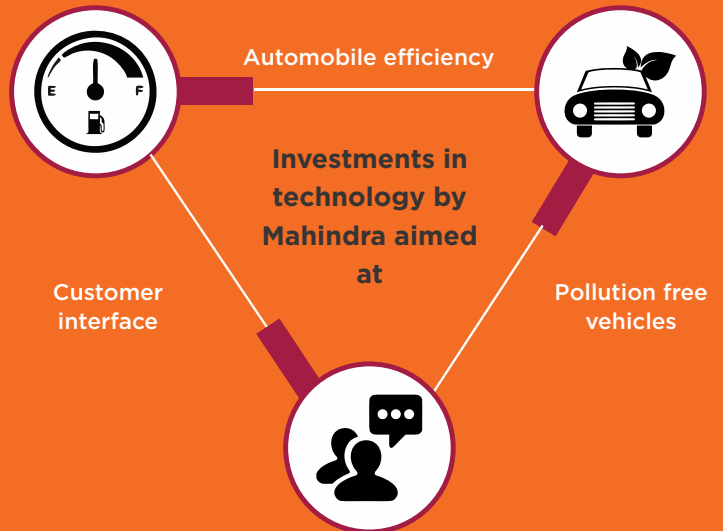 Automobile efficiency
E
F
Investments in
technology by
Mahindra aimed
at
Customer
interface
Pollution free
vehicles